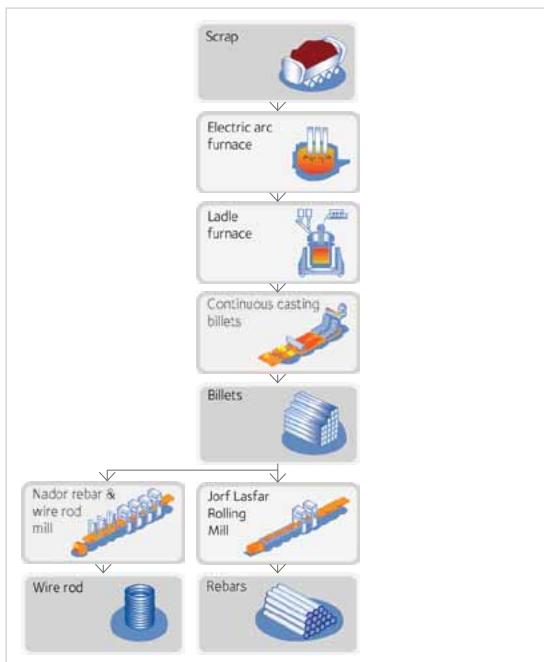 Scrap
Electric arc
furnace
Ladle
furnace
Continuous casting
billets
Billets
Nador rebar &
wire rod
mill
Jorf Lasfar
Rolling
Mill
Wire rod
Rebars